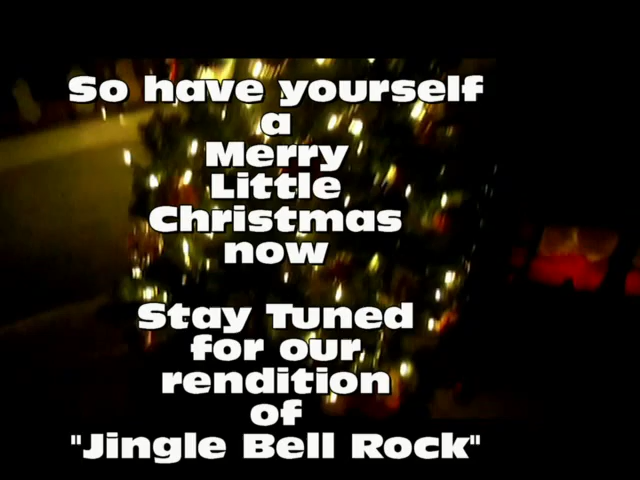 So have yourself
a
Merry
Little
Christmas
now
Stay Tuned
for our
rendition
of
"Jingle Bell Rock"